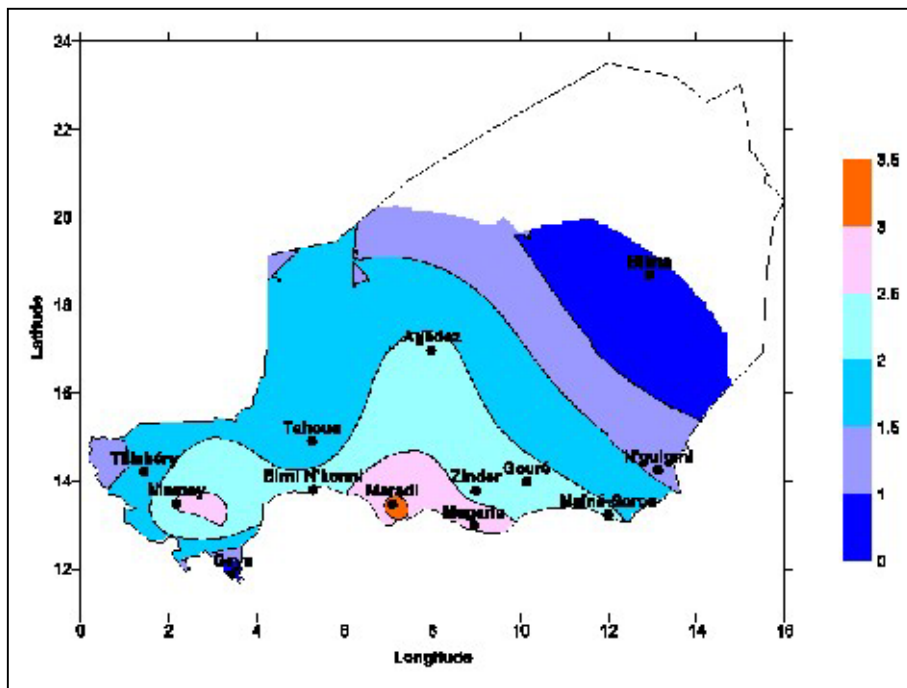 24
22
20
18
16
14
12
Latitude
0
2
4
6
8
10
12
14
16
Longitude
Bilma
Agadez
Tahoua
Tillabéry
Niamey
Birni N'konni
Maradi
Zinder
Gouré
Magaria
N'guigmi
Mainé-Soroa
Gaya
3.5
3
2.5
2
1.5
1
0